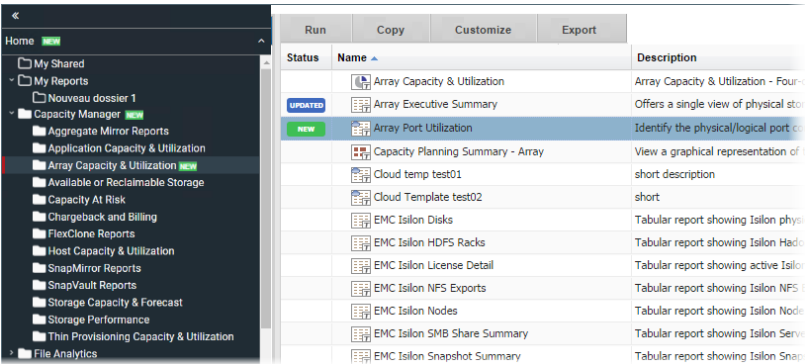 «
Home NEW
My Shared
My Reports
Nouveau dossier 1
Capacity Manager NEW
Aggregate Mirror Reports
Application Capacity & Utilization
Array Capacity & Utilization NEW
Available or Reclaimable Storage
Capacity At Risk
Chargeback and Billing
FlexClone Reports
Host Capacity & Utilization
SnapMirror Reports
SnapVault Reports
Storage Capacity & Forecast
Storage Performance
Thin Provisioning Capacity & Utilization
File Analytics
Run Copy Customize Export
Status Name Description
Array Capacity & Utilization Array Capacity & Utilization - Four-
UPDATED Array Executive Summary Offers a single view of physical
NEW Array Port Utilization Identify the physical/logical port
Capacity Planning Summary - Array View a graphical representation of
Cloud temp test01 short description
Cloud Template test02 short
EMC Isilon Disks Tabular report showing Isilon
EMC Isilon HDFS Racks Tabular report showing Isilon
EMC Isilon License Detail Tabular report showing active
EMC Isilon NFS Exports Tabular report showing Isilon NFS
EMC Isilon Nodes Tabular report showing Isilon
EMC Isilon SMB Share Summary Tabular report showing Isilon
EMC Isilon Snapshot Summary Tabular report showing Isilon